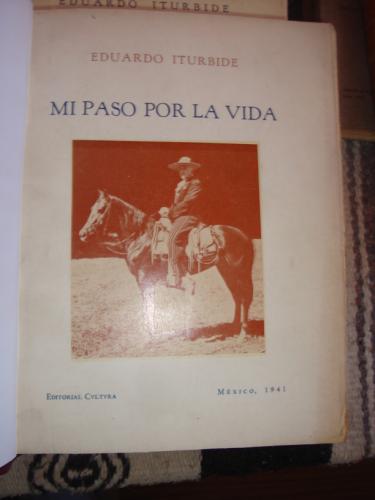 EDUARDO ITURBIDE
EDUARDO ITURBIDE
MI PASO POR LA VIDA
EDITORIAL CVLTVRA
MÉXICO, 1941